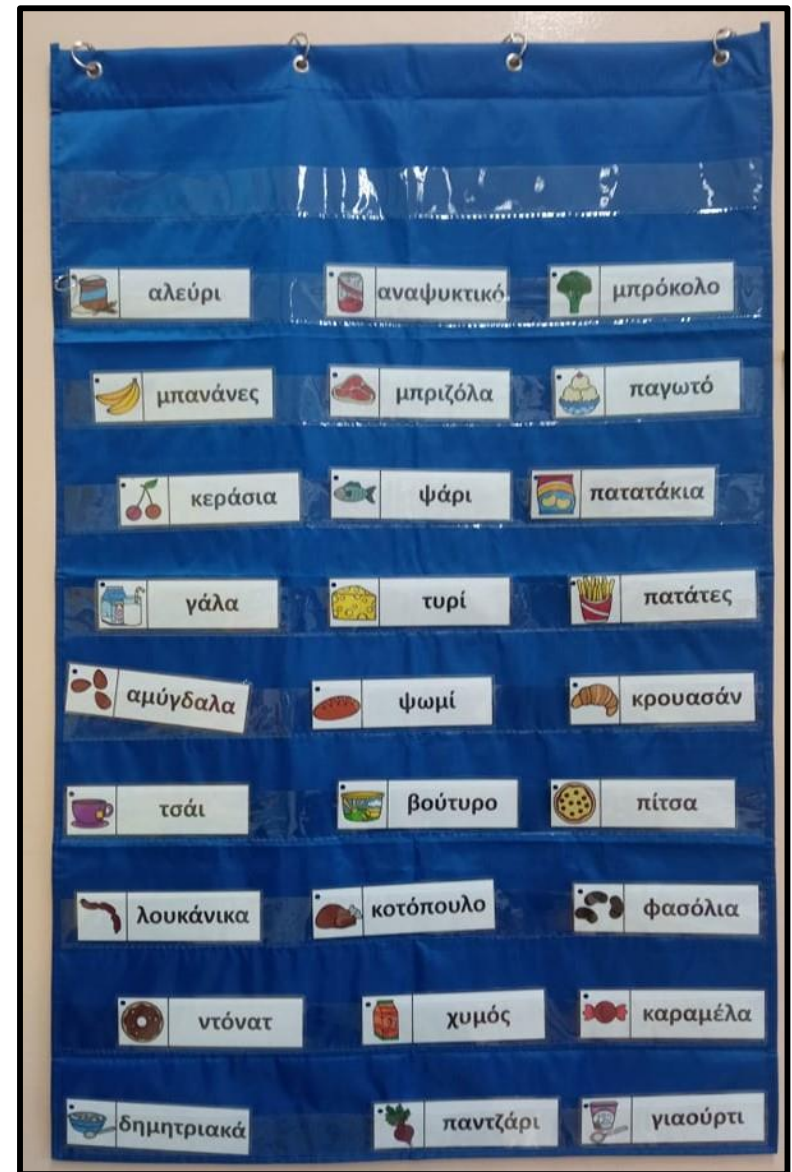 αλεύρι αναψυκτικό μπρόκολο
μπανάνες μπριζόλα παγωτό
κεράσια ψάρι πατατάκια
γάλα τυρί πατάτες
αμύγδαλα ψωμί κρουασάν
τσάι βούτυρο πίτσα
λουκάνικα κοτόπουλο φασόλια
ντόνατ χυμός καραμέλα
δημητριακά παντζάρι γιαούρτι